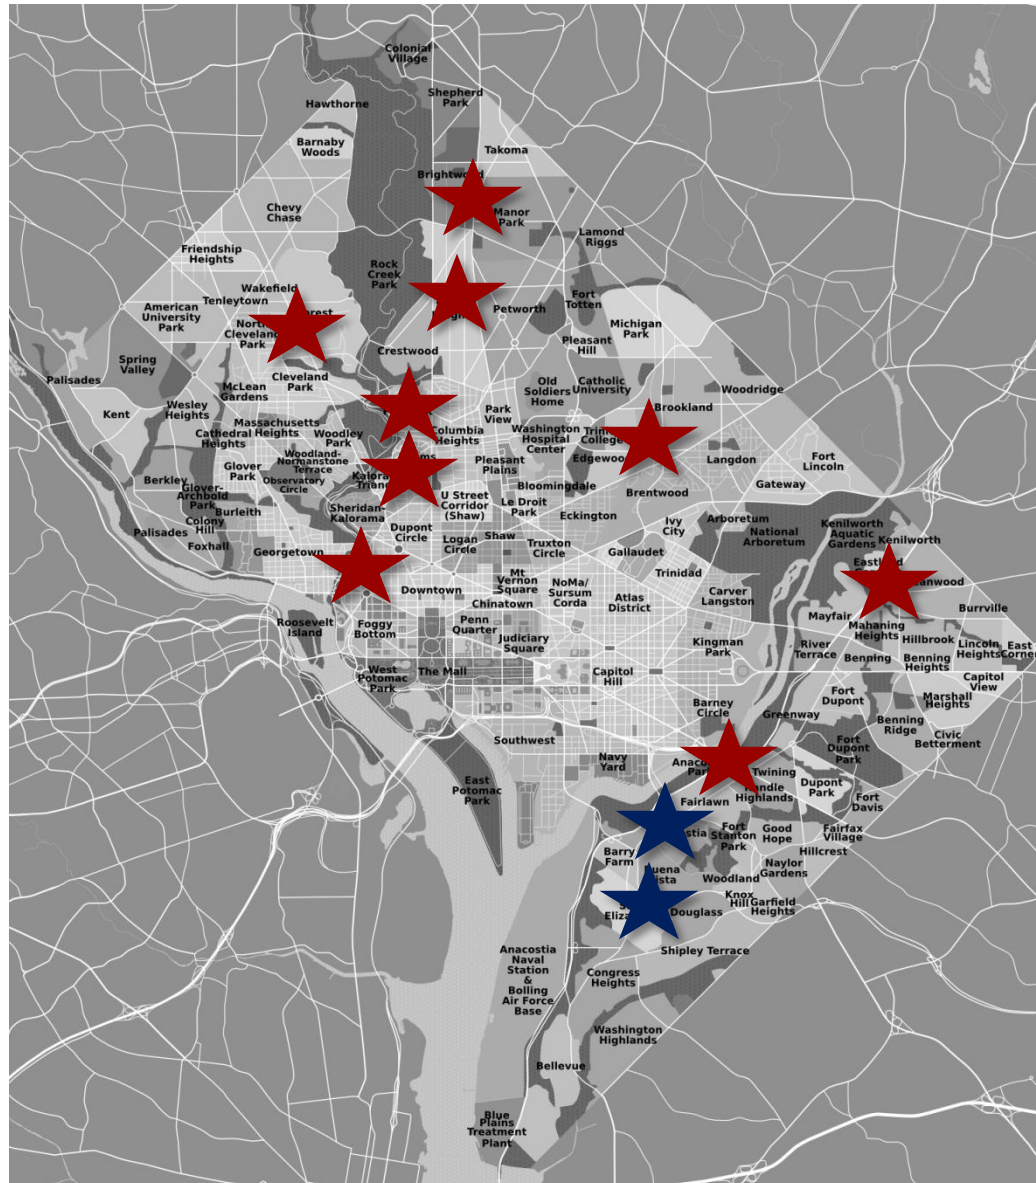 Colonial
Village
Shepherd
Park
Hawthorne
Barnaby
Woods
Takoma
Brightwood
Chevy
Chase
Manor
Park
Lamond
Riggs
Friendship
Heights
Rock
Creek
Park
Wakefield
Tenleytown
American
University
Park
North
Cleveland
Park
Petworth
Fort
Totten
Michigan
Park
Pleasant
Hill
Crestwood
Spring
Valley
Palisades
Cleveland
Park
McLean
Gardens
Old
Soldiers
Home
Catholic
University
Woodridge
Kent
Wesley
Heights
Massachusetts
Heights
Cathedral
Heights
Woodley
Park
Park
View
Columbia
Heights
Washington
Hospital
Center
College
Brookland
Edgewood
Langdon
Fort
Lincoln
Gateway
Woodland-
Normanstone
Terrace
Glover
Park
Observatory
Circle
Pleasant
Plains
Bloomingdale
Brentwood
Berkley
Glover-
Archbold
Park
Burleith
Colony
Hill
Palisades
Foxhall
Sheridan-
Kalorama
U Street
Corridor
(Shaw)
Le Droit
Park
Eckington
Ivy
City
Arboretum
National
Arboretum
Kenilworth
Aquatic
Gardens
Kenilworth
Georgetown
Dupont
Circle
Logan
Circle
Shaw
Truxton
Circle
Gallaudet
Trinidad
Downtown
Mt
Vernon
Square
Chinatown
NoMa/
Sursum
Corda
Atlas
District
Carver
Langston
Mayfair
Burrville
Mahaning
Heights
Hillbrook
Lincoln
Heights
East
Corner
Roosevelt
Island
Foggy
Bottom
Penn
Quarter
Judiciary
Square
Kingman
Park
River
Terrace
Benning
Benning
Heights
Capitol
View
West
Potomac
Park
The Mall
Capitol
Hill
Marshall
Heights
Fort
Dupont
Barney
Circle
Greenway
Benning
Ridge
Civic
Betterment
Southwest
Navy
Yard
Fort
Dupont
Park
Twining
Dupont
Park
Fort
Davis
East
Potomac
Park
Highlands
Fairlawn
Fort
Stanton
Park
Good
Hope
Fairfax
Village
Hillcrest
Barry
Farm
Naylor
Gardens
Woodland
Knox
Hill
Garfield
Heights
Douglass
Shipley Terrace
Anacostia
Naval
Station
&
Bolling
Air Force
Base
Congress
Heights
Washington
Highlands
Bellevue
Blue
Plains
Treatment
Plant